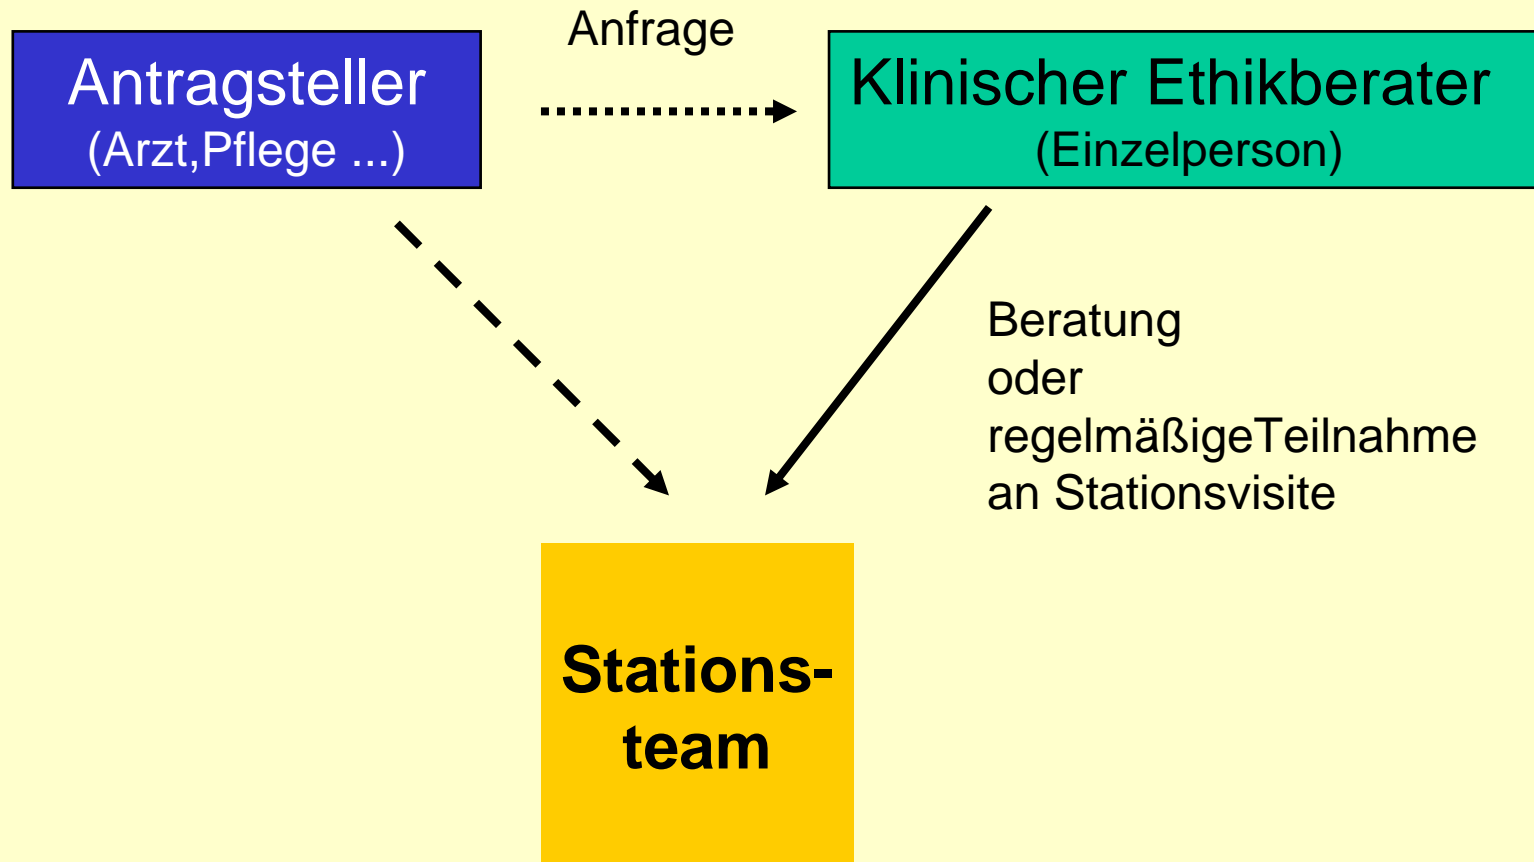 Anfrage
Antragsteller
(Arzt,Pflege ...)
Klinischer Ethikberater
(Einzelperson)
Beratung
oder
regelmäßigeTeilnahme
an Stationsvisite
Stations-
team